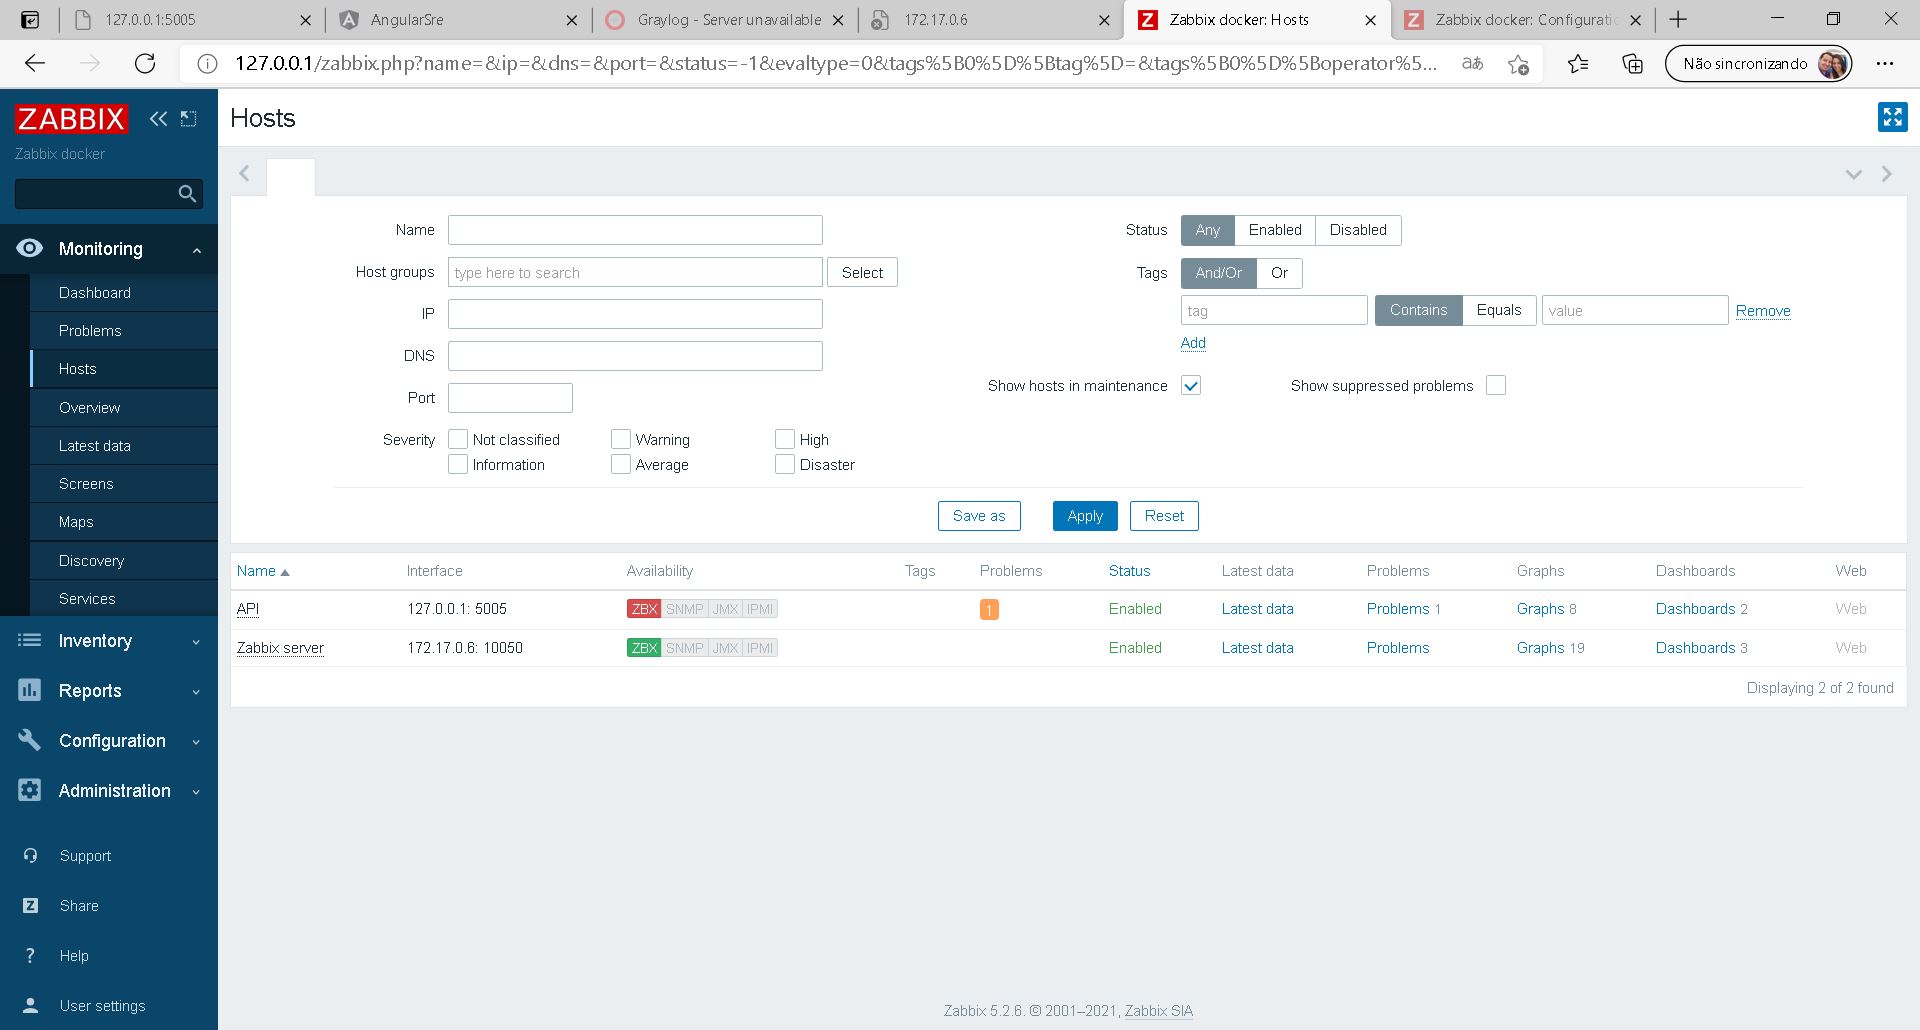 127.0.0.1:5005
AngularSre
Graylog - Server unavailable
172.17.0.6
Zabbix docker: Hosts
Zabbix docker: Configuratio
127.0.0.1/zabbix.php?name=&ip=&dns=&port=&status=-1&evaltype=0&tags%5B0%5D%5Btag%5D=&tags%5B0%5D%5Boperator%5...
aあ
Não sincronizando
ZABBIX
Zabbix docker
Monitoring
Dashboard
Problems
Hosts
Overview
Latest data
Screens
Maps
Discovery
Services
Inventory
Reports
Configuration
Administration
Support
Share
Help
User settings
Hosts
Name
Host groups type here to search Select
IP
DNS
Port
Severity Not classified Warning High
Information Average Disaster
Status Any Enabled Disabled
Tags And/Or Or
tag Contains Equals value Remove
Add
Show hosts in maintenance Show suppressed problems
Save as Apply Reset
Name Interface Availability Tags Problems Status Latest data Problems Graphs Dashboards Web
API 127.0.0.1: 5005 ZBX SNMP JMX IPMI 1 Enabled Latest data Problems 1 Graphs 8 Dashboards 2 Web
Zabbix server 172.17.0.6: 10050 ZBX SNMP JMX IPMI Enabled Latest data Problems Graphs 19 Dashboards 3 Web
Displaying 2 of 2 found
Zabbix 5.2.6. © 2001–2021, Zabbix SIA